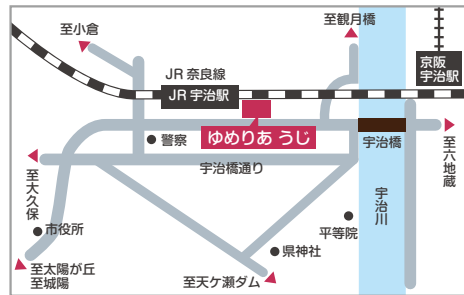 至小倉
至観月橋
JR 奈良線
JR 宇治駅
京阪
宇治駅
警察
ゆめりあ うじ
宇治橋
至六地蔵
宇治橋通り
至大久保
宇治川
市役所
平等院
県神社
至太陽が丘
至城陽
至天ケ瀬ダム